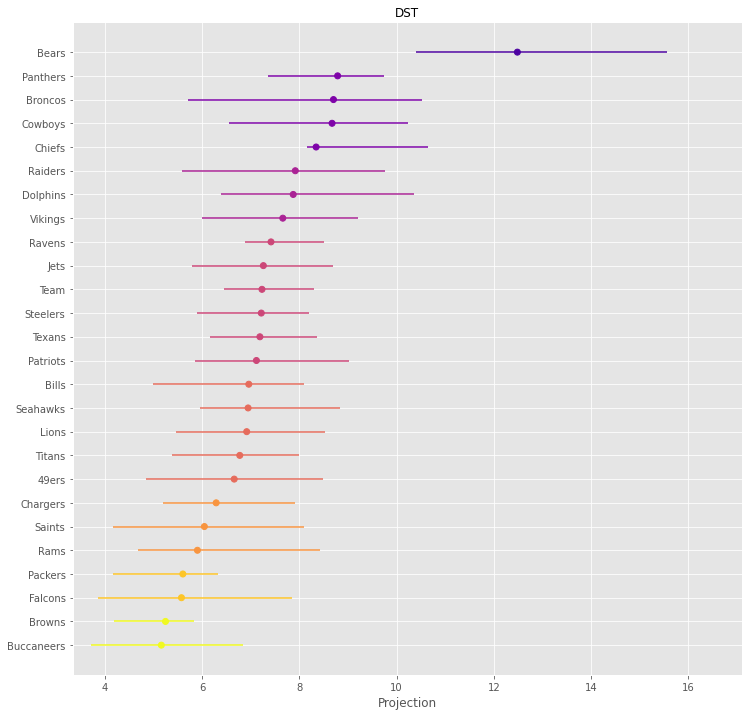 DST
Bears
Panthers
Broncos
Cowboys
Chiefs
Raiders
Dolphins
Vikings
Ravens
Jets
Team
Steelers
Texans
Patriots
Bills
Seahawks
Lions
Titans
49ers
Chargers
Saints
Rams
Packers
Falcons
Browns
Buccaneers
4 6 8 10 12 14 16
Projection